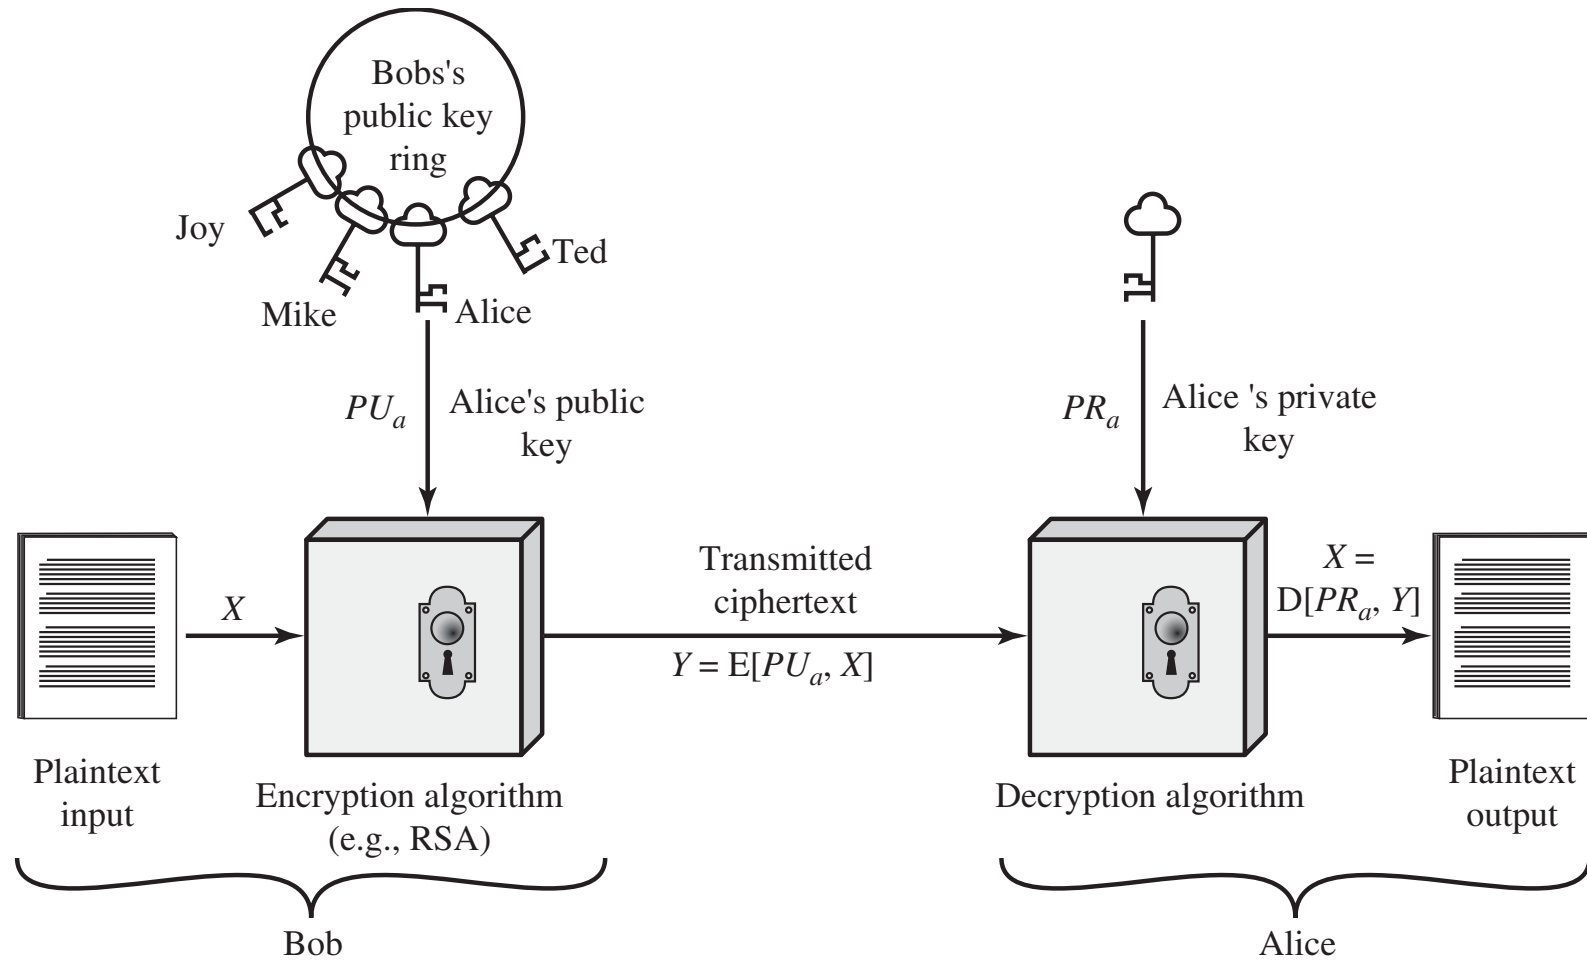 Bobs's
public key
ring
Joy
Ted
Mike
Alice
PUₐ
Alice's public
key
PRₐ
Alice 's private
key
X
Transmitted
ciphertext
Y = E[PUₐ, X]
X =
D[PRₐ, Y]
Plaintext
input
Encryption algorithm
(e.g., RSA)
Decryption algorithm
Plaintext
output
Bob
Alice